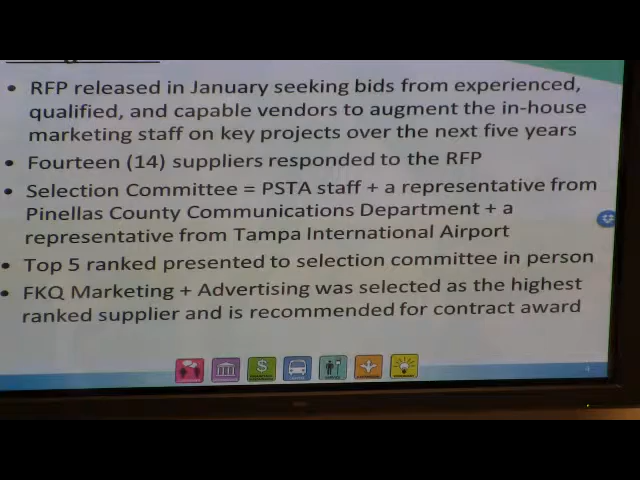 • RFP released in January seeking bids from experienced,
qualified, and capable vendors to augment the in-house
marketing staff on key projects over the next five years
• Fourteen (14) suppliers responded to the RFP
• Selection Committee = PSTA staff + a representative from
Pinellas County Communications Department + a
representative from Tampa International Airport
• Top 5 ranked presented to selection committee in person
• FKQ Marketing + Advertising was selected as the highest
ranked supplier and is recommended for contract award
$
4